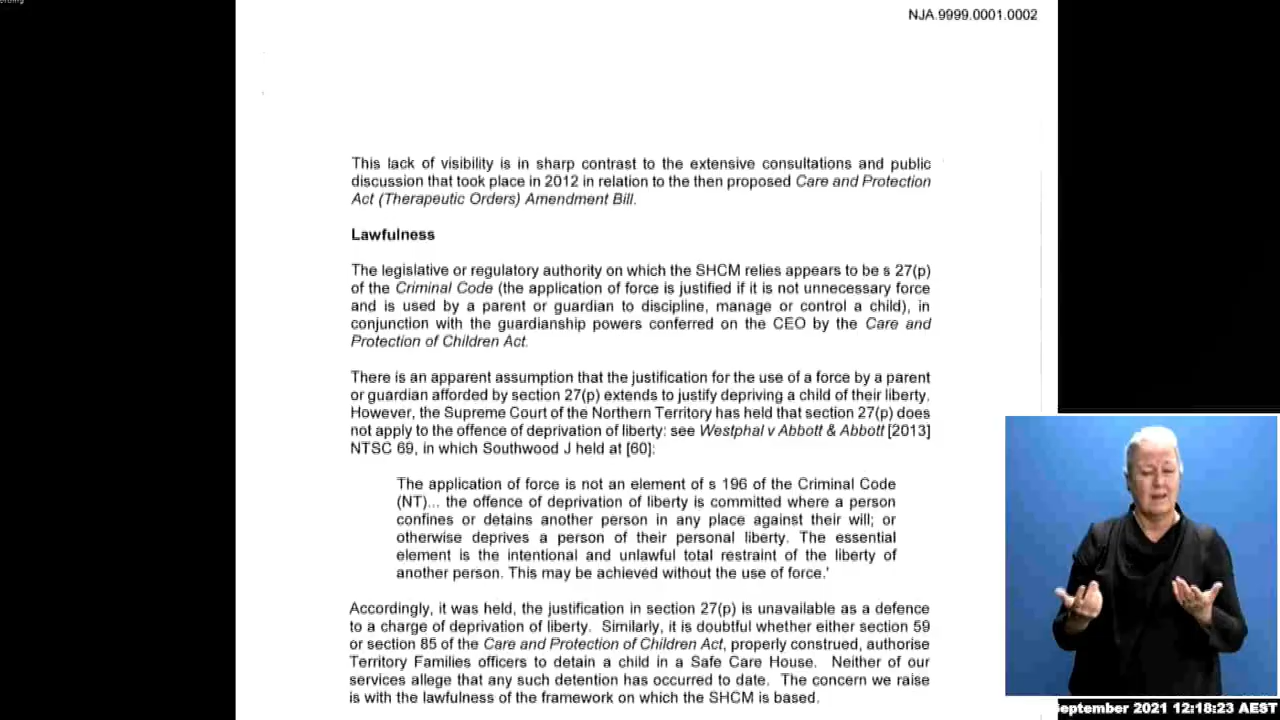 NJA.9999.0001.0002
This lack of visibility is in sharp contrast to the extensive consultations and public
discussion that took place in 2012 in relation to the then proposed Care and Protection
Act (Therapeutic Orders) Amendment Bill.
Lawfulness
The legislative or regulatory authority on which the SHCM relies appears to be s 27(p)
of the Criminal Code (the application of force is justified if it is not unnecessary force
and is used by a parent or guardian to discipline, manage or control a child), in
conjunction with the guardianship powers conferred on the CEO by the Care and
Protection of Children Act.
There is an apparent assumption that the justification for the use of a force by a parent
or guardian afforded by section 27(p) extends to justify depriving a child of their liberty.
However, the Supreme Court of the Northern Territory has held that section 27(p) does
not apply to the offence of deprivation of liberty: see Westphal v Abbott & Abbott [2013]
NTSC 69, in which Southwood J held at [60]:
The application of force is not an element of s 196 of the Criminal Code
(NT)... the offence of deprivation of liberty is committed where a person
confines or detains another person in any place against their will; or
otherwise deprives a person of their personal liberty. The essential
element is the intentional and unlawful total restraint of the liberty of
another person. This may be achieved without the use of force.'
Accordingly, it was held, the justification in section 27(p) is unavailable as a defence
to a charge of deprivation of liberty. Similarly, it is doubtful whether either section 59
or section 85 of the Care and Protection of Children Act, properly construed, authorise
Territory Families officers to detain a child in a Safe Care House. Neither of our
services allege that any such detention has occurred to date. The concern we raise
is with the lawfulness of the framework on which the SHCM is based.
eptember 2021 12:18:23 AEST